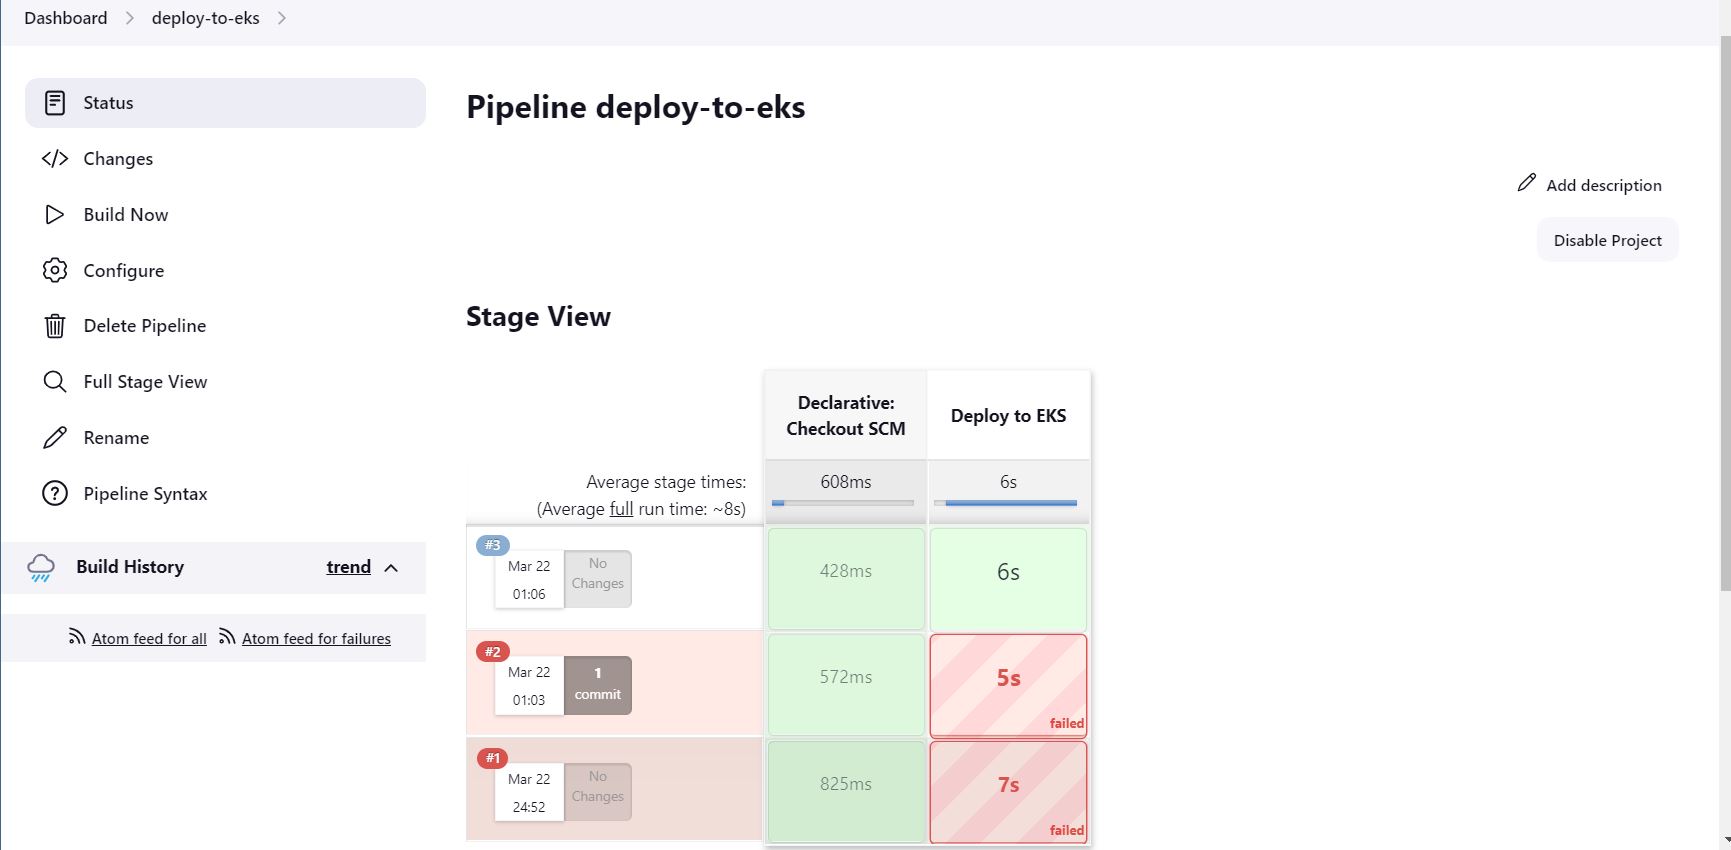 Dashboard > deploy-to-eks >
Status
Changes
Build Now
Configure
Delete Pipeline
Full Stage View
Rename
Pipeline Syntax
Build History trend
Atom feed for all Atom feed for failures
Pipeline deploy-to-eks
Add description
Disable Project
Stage View
Declarative:
Checkout SCM
Deploy to EKS
Average stage times:
(Average full run time: ~8s)
608ms
6s
#3
Mar 22
01:06
No
Changes
428ms
6s
#2
Mar 22
01:03
1
commit
572ms
5s
failed
#1
Mar 22
24:52
No
Changes
825ms
7s
failed